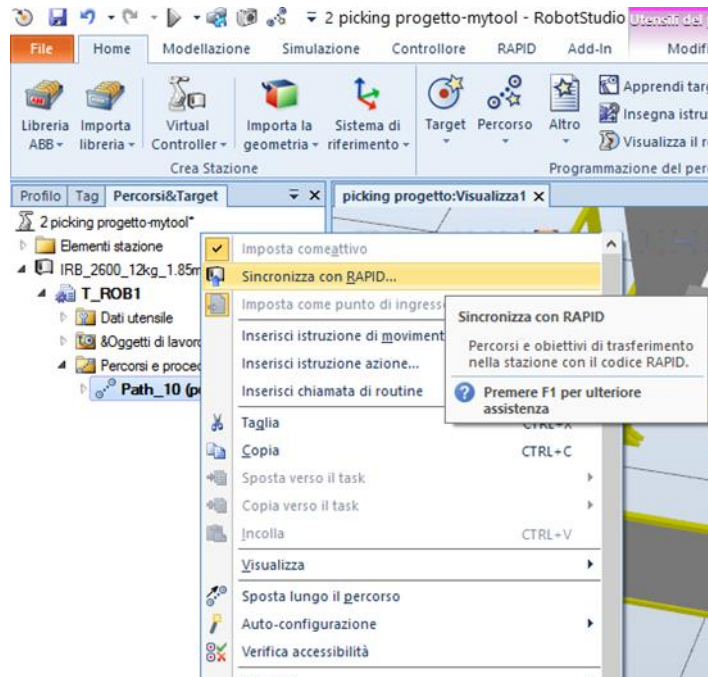 2 picking progetto-mytool - RobotStudio
Utensili del
File Home Modellazione Simulazione Controllore RAPID Add-In Modifi
Libreria ABB
Importa libreria
Virtual Controller
Importa la geometria
Sistema di riferimento
Target
Percorso
Altro
Apprendi targ
Insegna istru
Visualizza il r
Crea Stazione
Programmazione del perc
Profilo Tag Percorsi&Target
picking progetto:Visualizza1
2 picking progetto-mytool*
Elementi stazione
IRB_2600_12kg_1.85m
T_ROB1
Dati utensile
&Oggetti di lavoro
Percorsi e proced
Path_10 (p
Imposta come attivo
Sincronizza con RAPID...
Imposta come punto di ingresso
Inserisci istruzione di moviment
Inserisci istruzione azione...
Inserisci chiamata di routine
Taglia CTRL+X
Copia CTRL+C
Sposta verso il task
Copia verso il task
Incolla CTRL+V
Visualizza
Sposta lungo il percorso
Auto-configurazione
Verifica accessibilità
Sincronizza con RAPID
Percorsi e obiettivi di trasferimento
nella stazione con il codice RAPID.
Premere F1 per ulteriore
assistenza